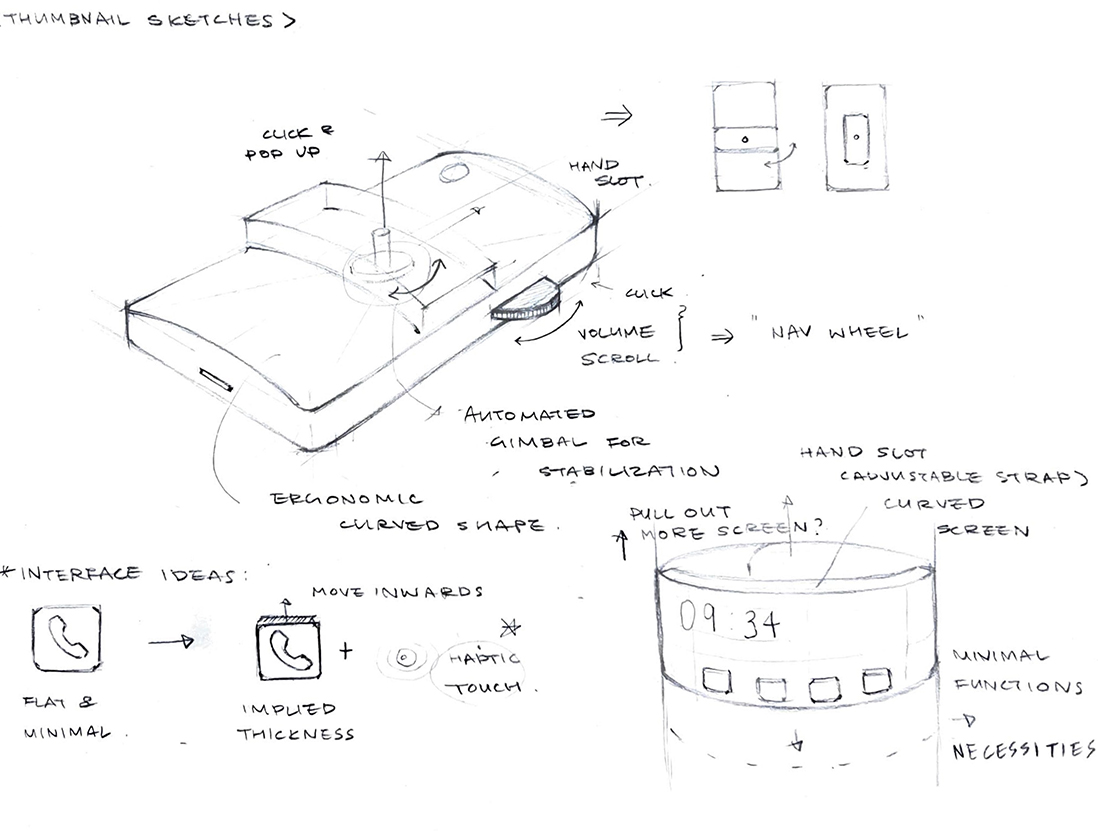 <THUMBNAIL SKETCHES>
CLICK &
POP UP
HAND
SLOT.
CLICK
VOLUME
SCROLL.
⇒ "NAV WHEEL"
AUTOMATED
GIMBAL FOR
STABILIZATION
ERGONOMIC
CURVED SHAPE.
HAND SLOT
(ADJUSTABLE STRAP)
CURVED
SCREEN
PULL OUT
MORE SCREEN?
09:34
MINIMAL
FUNCTIONS
→
NECESSITIES
*INTERFACE IDEAS:
MOVE INWARDS
+
HAPTIC
TOUCH.
FLAT &
MINIMAL.
IMPLIED
THICKNESS